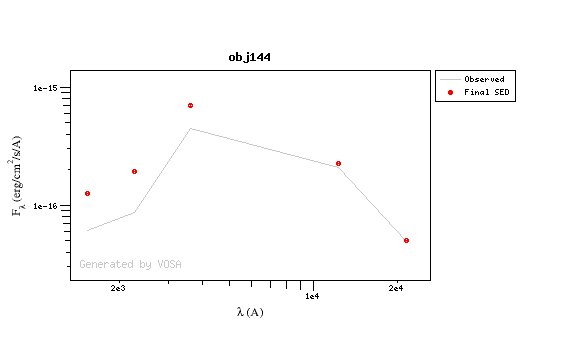 obj144
Observed
Final SED
1e-15
1e-16
Fλ (erg/cm²/s/A)
Generated by VOSA
2e3
1e4
2e4
λ (A)